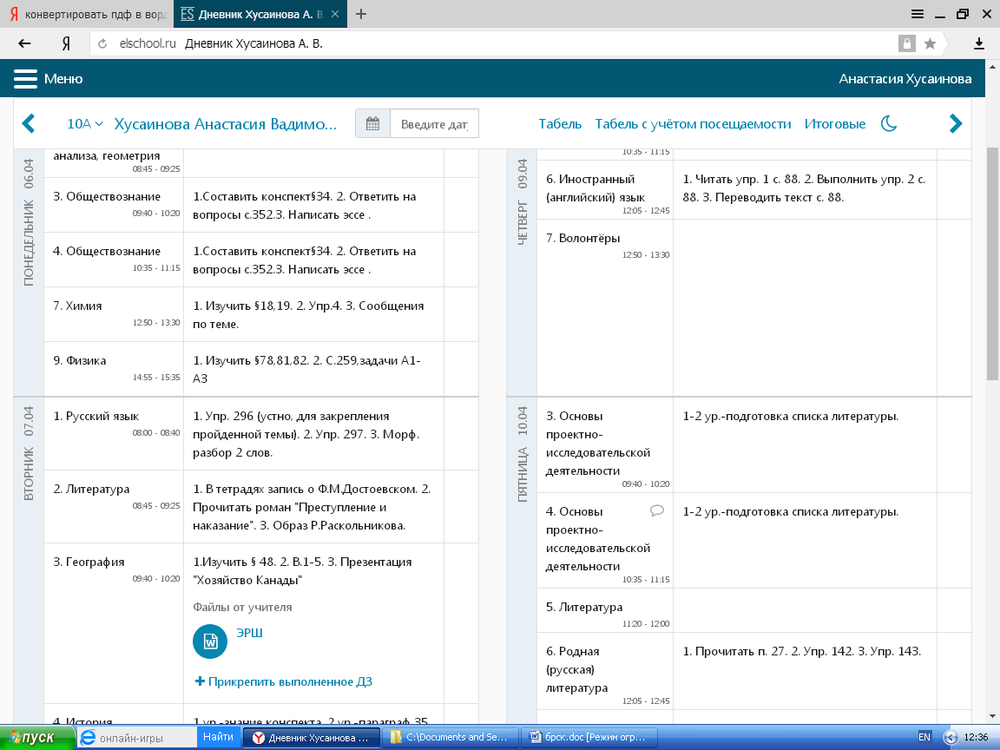 конвертировать пдф в ворд
Дневник Хусаинова А. В
elschool.ru Дневник Хусаинова А. В.
Меню
Анастасия Хусаинова
10А Хусаинова Анастасия Вадимо...
Введите дат
Табель Табель с учётом посещаемости Итоговые
ПОНЕДЕЛЬНИК 06.04
анализа, геометрия
08:45 - 09:25
3. Обществознание
09:40 - 10:20
1.Составить конспект§34. 2. Ответить на
вопросы с.352.3. Написать эссе .
4. Обществознание
10:35 - 11:15
1.Составить конспект§34. 2. Ответить на
вопросы с.352.3. Написать эссе .
7. Химия
12:50 - 13:30
1. Изучить §18,19. 2. Упр.4. 3. Сообщения
по теме.
9. Физика
14:55 - 15:35
1. Изучить §78,81,82. 2. С.259,задачи А1-
А3
ВТОРНИК 07.04
1. Русский язык
08:00 - 08:40
1. Упр. 296 (устно, для закрепления
пройденной темы). 2. Упр. 297. 3. Морф.
разбор 2 слов.
2. Литература
08:45 - 09:25
1. В тетрадях запись о Ф.М.Достоевском. 2.
Прочитать роман "Преступление и
наказание". 3. Образ Р.Раскольникова.
3. География
09:40 - 10:20
1.Изучить § 48. 2. В.1-5. 3. Презентация
"Хозяйство Канады"
Файлы от учителя
ЭРШ
+ Прикрепить выполненное ДЗ
4. История
1 ур.-знание конспекта. 2 ур.-параграф 35
ЧЕТВЕРГ 09.04
10:35 - 11:15
6. Иностранный
(английский) язык
12:05 - 12:45
1. Читать упр. 1 с. 88. 2. Выполнить упр. 2 с.
88. 3. Переводить текст с. 88.
7. Волонтёры
12:50 - 13:30
ПЯТНИЦА 10.04
3. Основы
проектно-
исследовательской
деятельности
09:40 - 10:20
1-2 ур.-подготовка списка литературы.
4. Основы
проектно-
исследовательской
деятельности
10:35 - 11:15
1-2 ур.-подготовка списка литературы.
5. Литература
11:20 - 12:00
6. Родная
(русская)
литература
12:05 - 12:45
1. Прочитать п. 27. 2. Упр. 142. 3. Упр. 143.
пуск
онлайн-игры
Найти
Дневник Хусаинова ...
C:\Documents and Se...
брск.doc [Режим огр...
EN
12:36